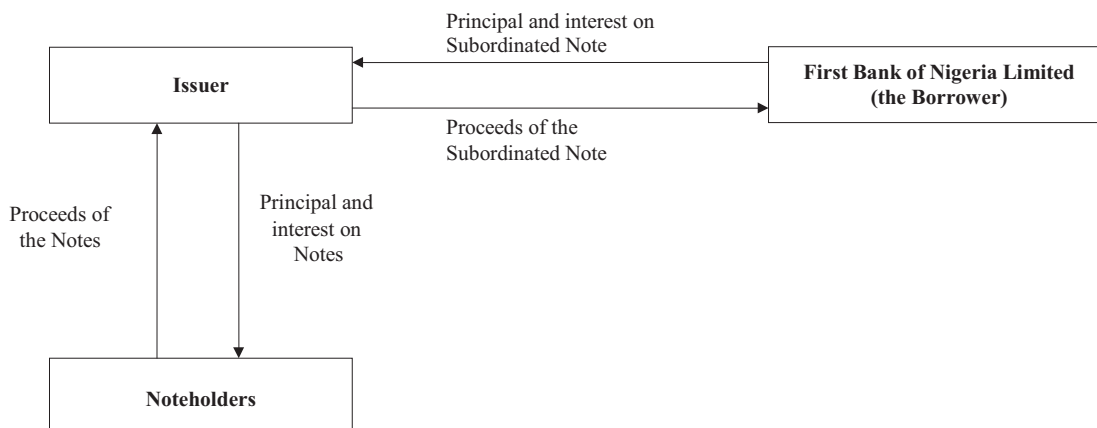 Principal and interest on
Subordinated Note
Issuer
First Bank of Nigeria Limited
(the Borrower)
Proceeds of the
Subordinated Note
Proceeds of
the Notes
Principal and
interest on
Notes
Noteholders